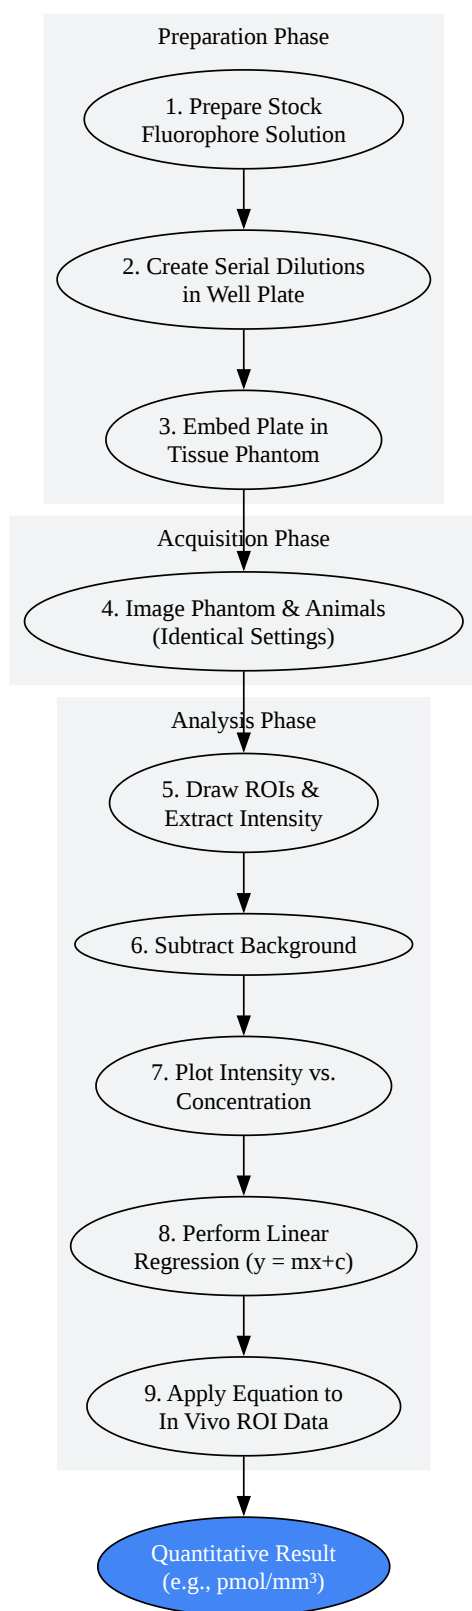 Preparation Phase
1. Prepare Stock
Fluorophore Solution
2. Create Serial Dilutions
in Well Plate
3. Embed Plate in
Tissue Phantom
Acquisition Phase
4. Image Phantom & Animals
(Identical Settings)
Analysis Phase
5. Draw ROIs &
Extract Intensity
6. Subtract Background
7. Plot Intensity vs.
Concentration
8. Perform Linear
Regression (y = mx+c)
9. Apply Equation to
In Vivo ROI Data
Quantitative Result
(e.g., pmol/mm³)